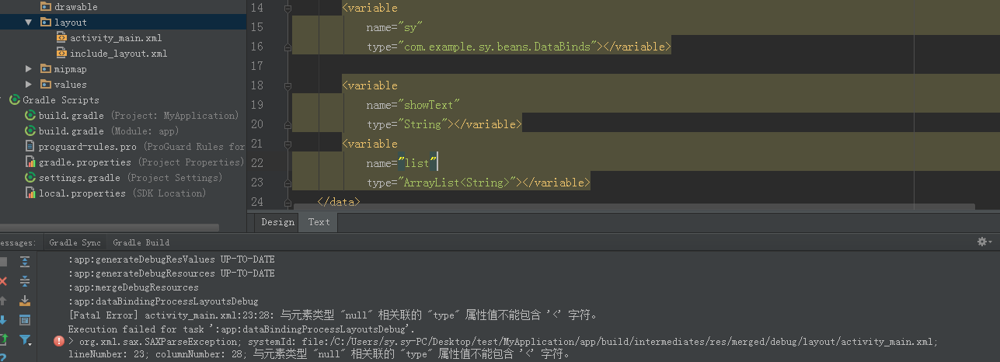 drawable
layout
activity_main.xml
include_layout.xml
mipmap
values
Gradle Scripts
build.gradle (Project: MyApplication)
build.gradle (Module: app)
proguard-rules.pro (ProGuard Rules for
gradle.properties (Project Properties)
settings.gradle (Project Settings)
local.properties (SDK Location)
14 <variable
15 name="sy"
16 type="com.example.sy.beans.DataBinds"></variable>
17
18 <variable
19 name="showText"
20 type="String"></variable>
21 <variable
22 name="list"
23 type="ArrayList<String>"></variable>
24 </data>
Design Text
essages: Gradle Sync Gradle Build
:app:generateDebugResValues UP-TO-DATE
:app:generateDebugResources UP-TO-DATE
:app:mergeDebugResources
:app:dataBindingProcessLayoutsDebug
[Fatal Error] activity_main.xml:23:28: 与元素类型 "null" 相关联的 "type" 属性值不能包含 '<' 字符。
Execution failed for task ':app:dataBindingProcessLayoutsDebug'.
> org.xml.sax.SAXParseException; systemId: file:/C:/Users/sy.sy-PC/Desktop/test/MyApplication/app/build/intermediates/res/merged/debug/layout/activity_main.xml;
lineNumber: 23; columnNumber: 28; 与元素类型 "null" 相关联的 "type" 属性值不能包含 '<' 字符。